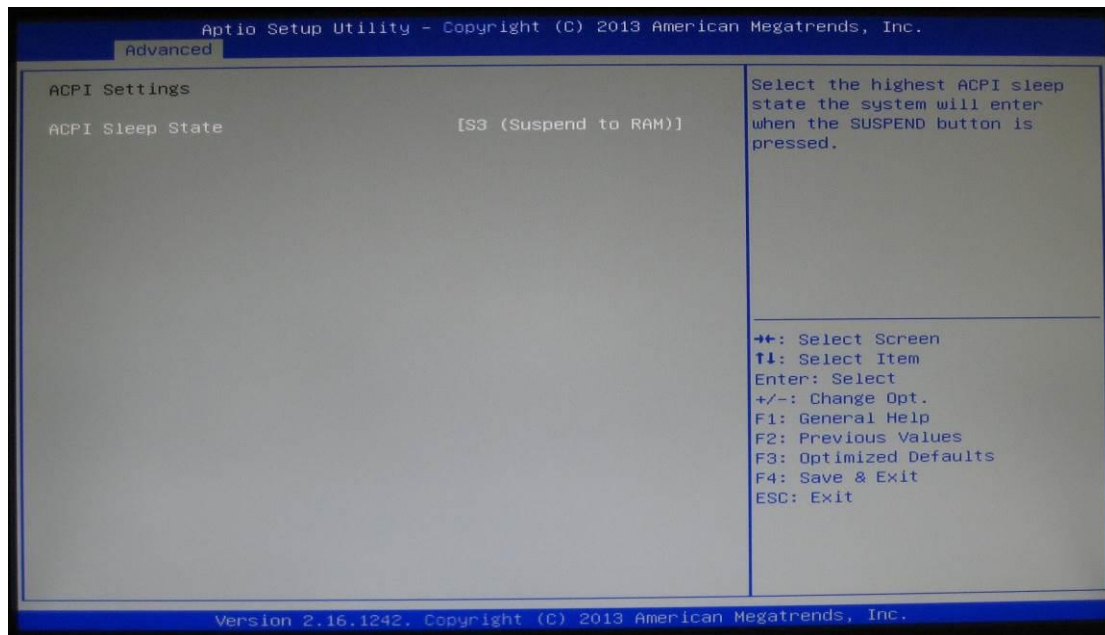 Aptio Setup Utility – Copyright (C) 2013 American Megatrends, Inc.
Advanced
ACPI Settings
ACPI Sleep State [S3 (Suspend to RAM)]
Select the highest ACPI sleep
state the system will enter
when the SUSPEND button is
pressed.
→←: Select Screen
↑↓: Select Item
Enter: Select
+/-: Change Opt.
F1: General Help
F2: Previous Values
F3: Optimized Defaults
F4: Save & Exit
ESC: Exit
Version 2.16.1242. Copyright (C) 2013 American Megatrends, Inc.